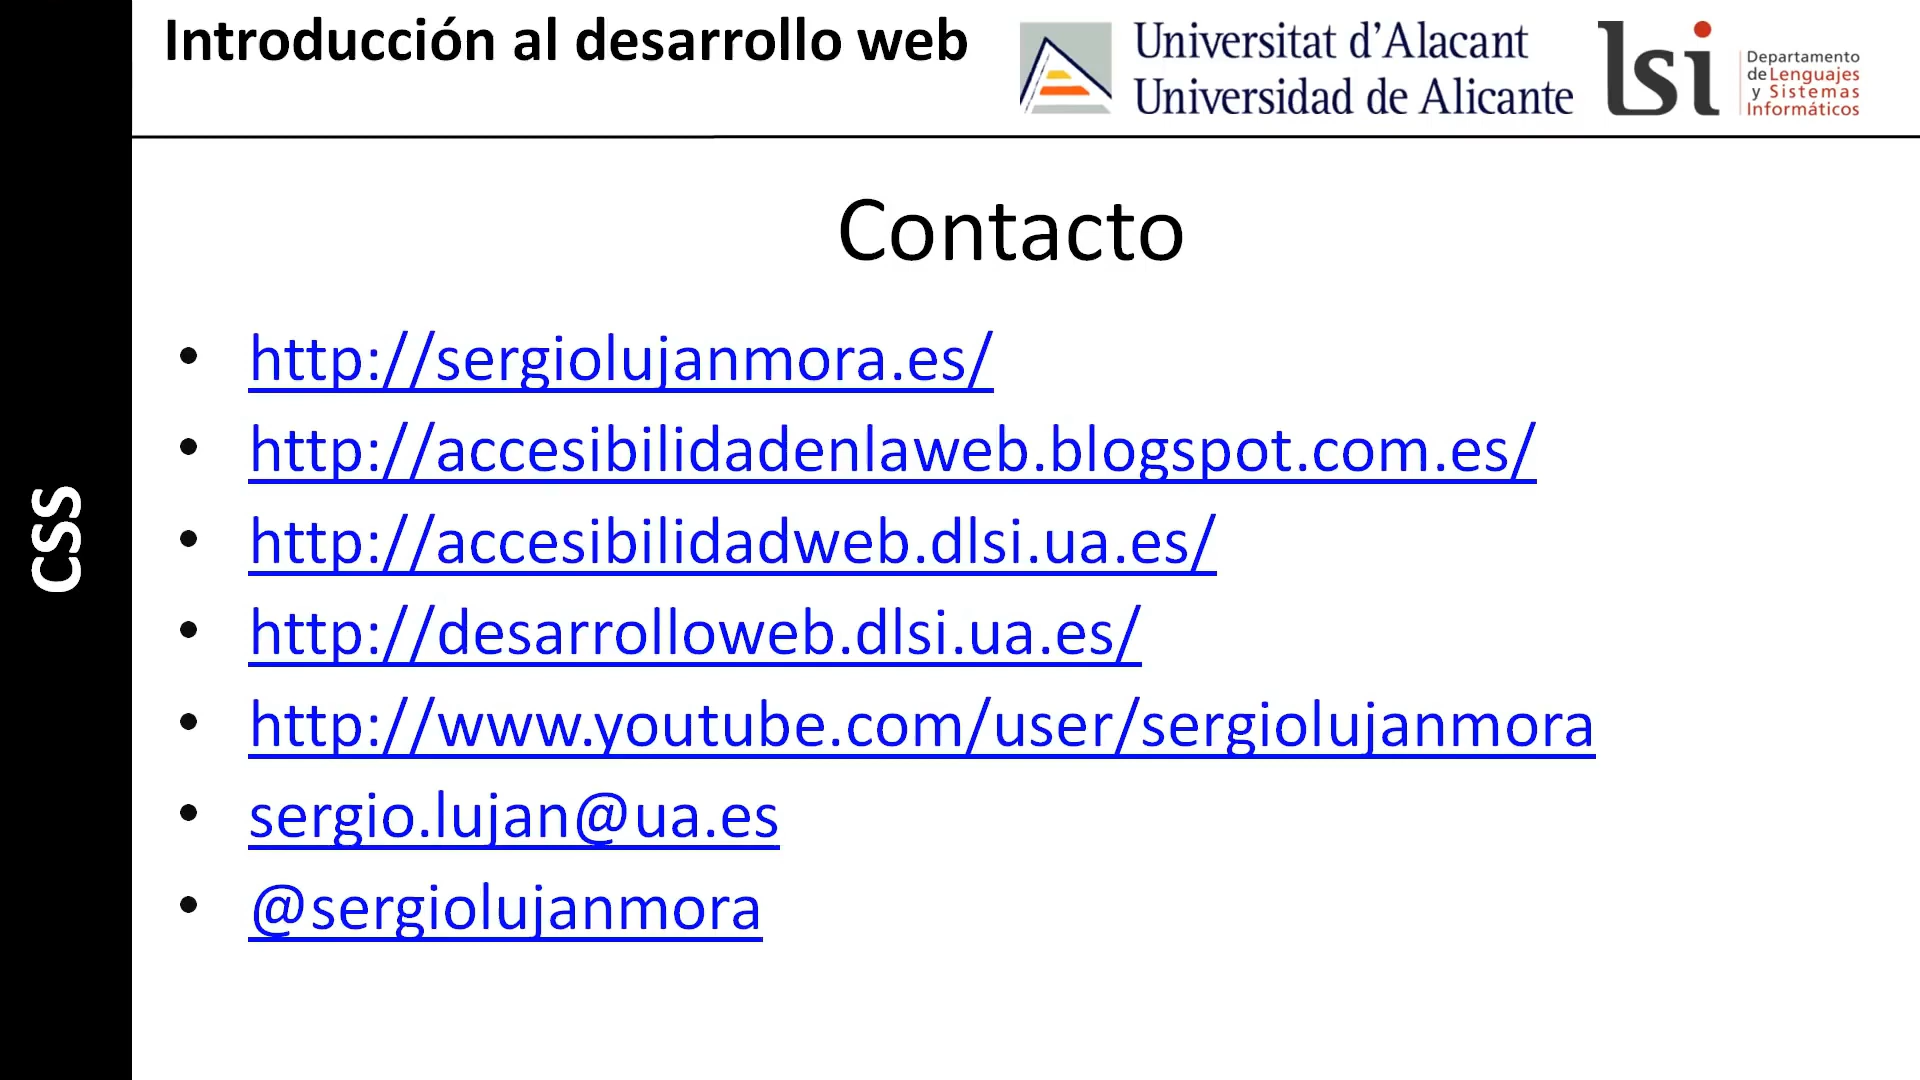 Introducción al desarrollo web
Universitat d'Alacant
Universidad de Alicante
lsi
Departamento
de Lenguajes
y Sistemas
Informáticos
CSS
Contacto
• http://sergiolujanmora.es/
• http://accesibilidadenlaweb.blogspot.com.es/
• http://accesibilidadweb.dlsi.ua.es/
• http://desarrolloweb.dlsi.ua.es/
• http://www.youtube.com/user/sergiolujanmora
• sergio.lujan@ua.es
• @sergiolujanmora